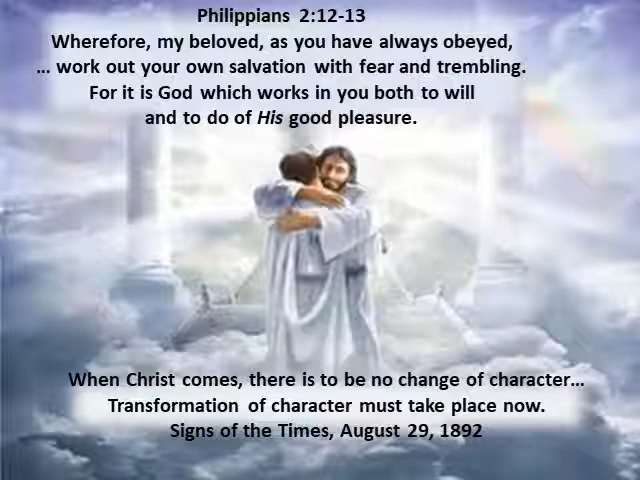 Philippians 2:12-13
Wherefore, my beloved, as you have always obeyed,
... work out your own salvation with fear and trembling.
For it is God which works in you both to will
and to do of His good pleasure.
When Christ comes, there is to be no change of character...
Transformation of character must take place now.
Signs of the Times, August 29, 1892